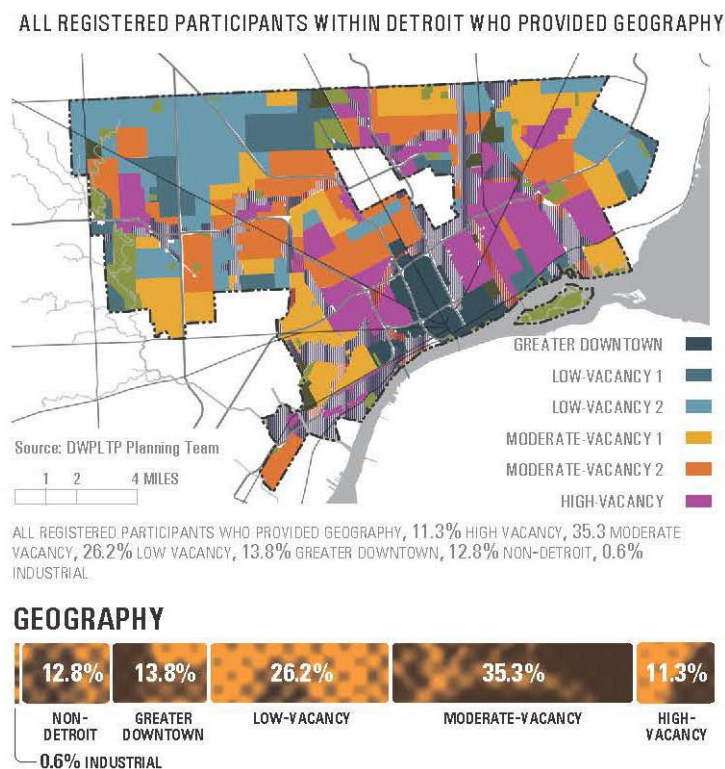 ALL REGISTERED PARTICIPANTS WITHIN DETROIT WHO PROVIDED GEOGRAPHY
GREATER DOWNTOWN
LOW-VACANCY 1
LOW-VACANCY 2
MODERATE-VACANCY 1
MODERATE-VACANCY 2
HIGH-VACANCY
Source: DWPLTP Planning Team
1 2 4 MILES
ALL REGISTERED PARTICIPANTS WHO PROVIDED GEOGRAPHY, 11.3% HIGH VACANCY, 35.3 MODERATE
VACANCY, 26.2% LOW VACANCY, 13.8% GREATER DOWNTOWN, 12.8% NON-DETROIT, 0.6%
INDUSTRIAL
GEOGRAPHY
12.8% 13.8% 26.2% 35.3% 11.3%
NON-DETROIT GREATER DOWNTOWN LOW-VACANCY MODERATE-VACANCY HIGH-VACANCY
0.6% INDUSTRIAL